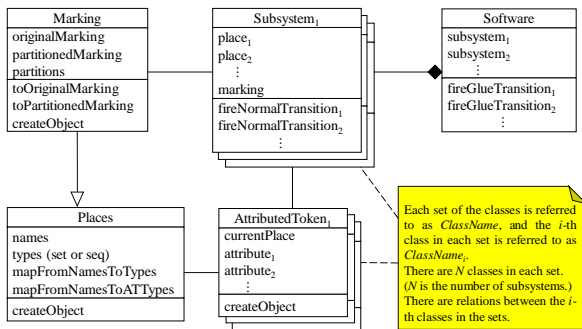 Marking
originalMarking
partitionedMarking
partitions
toOriginalMarking
toPartitionedMarking
createObject
Subsystem₁
place₁
place₂
⋮
marking
fireNormalTransition₁
fireNormalTransition₂
⋮
Software
subsystem₁
subsystem₂
⋮
fireGlueTransition₁
fireGlueTransition₂
⋮
Places
names
types (set or seq)
mapFromNamesToTypes
mapFromNamesToATTypes
createObject
AttributedToken₁
currentPlace
attribute₁
attribute₂
⋮
createObject
Each set of the classes is referred
to as ClassName, and the i-th
class in each set is referred to as
ClassNameᵢ.
There are N classes in each set.
(N is the number of subsystems.)
There are relations between the i-
th classes in the sets.